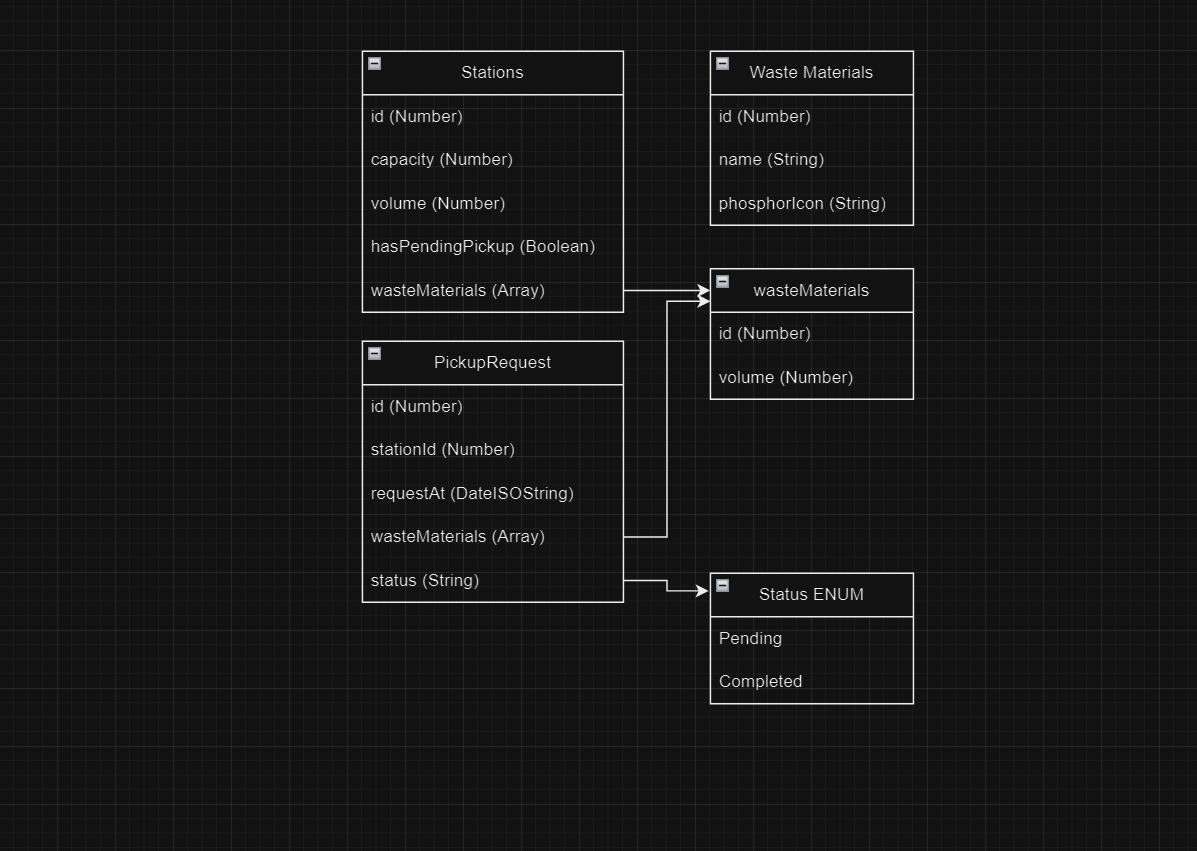 Stations
id (Number)
capacity (Number)
volume (Number)
hasPendingPickup (Boolean)
wasteMaterials (Array)
Waste Materials
id (Number)
name (String)
phosphorIcon (String)
wasteMaterials
id (Number)
volume (Number)
PickupRequest
id (Number)
stationId (Number)
requestAt (DateISOString)
wasteMaterials (Array)
status (String)
Status ENUM
Pending
Completed